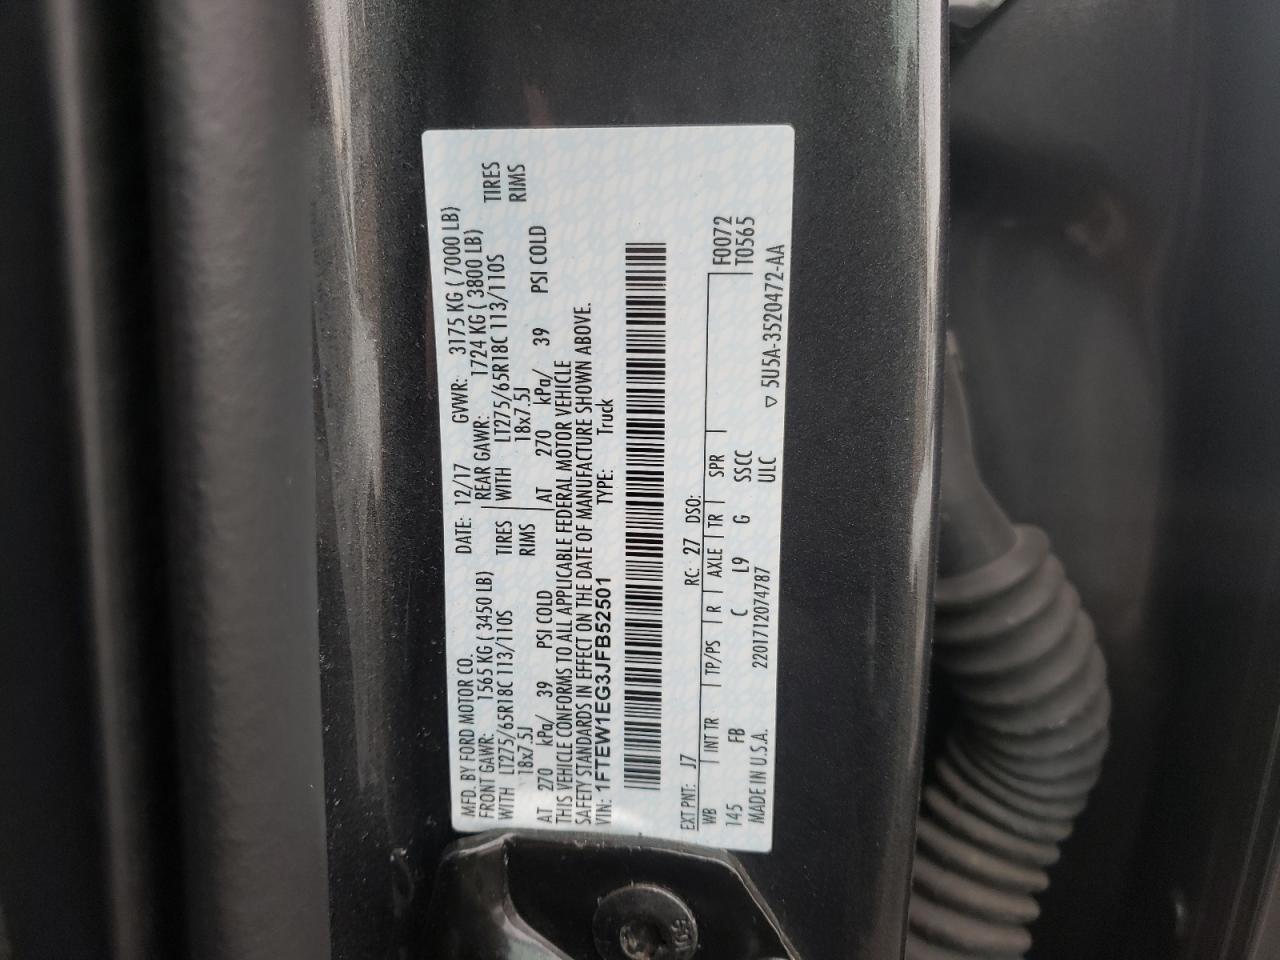 MFD. BY FORD MOTOR CO.
DATE: 12/17 GVWR: 3175 KG ( 7000 LB)
FRONT GAWR: 1565 KG ( 3450 LB) REAR GAWR: 1724 KG ( 3800 LB)
WITH LT275/65R18C 113/110S TIRES WITH LT275/65R18C 113/110S TIRES
18x7.5J RIMS 18x7.5J RIMS
AT 270 kPa/ 39 PSI COLD AT 270 kPa/ 39 PSI COLD
THIS VEHICLE CONFORMS TO ALL APPLICABLE FEDERAL MOTOR VEHICLE
SAFETY STANDARDS IN EFFECT ON THE DATE OF MANUFACTURE SHOWN ABOVE.
VIN: 1FTEW1EG3JFB52501 TYPE: Truck
EXT PNT: J7 RC: 27 DSO:
WB INT TR TP/PS R AXLE TR SPR F0072
145 FB C L9 G SSCC T0565
MADE IN U.S.A. 2201712074787 ULC ▽ 5U5A-3520472-AA